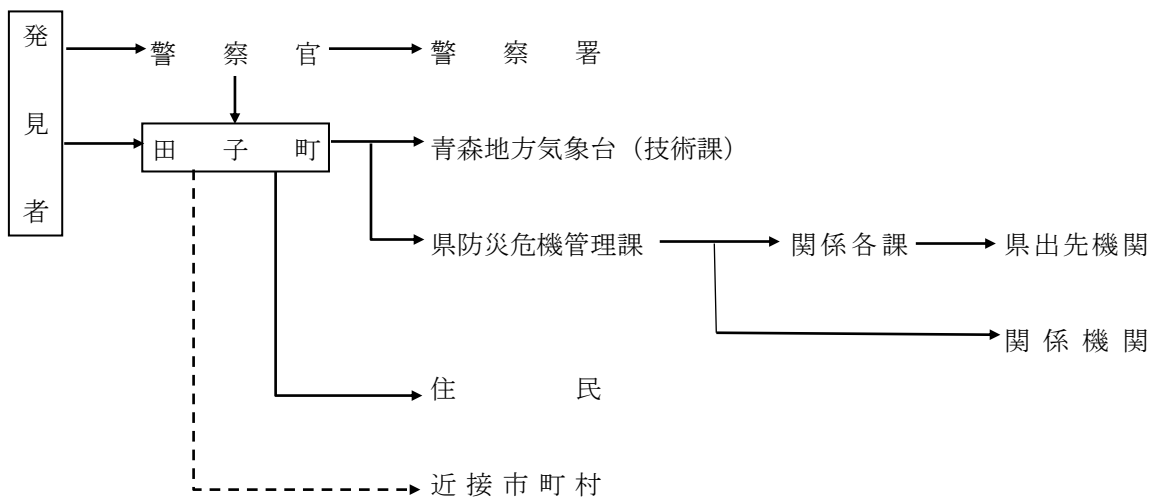 発見者
警察官
警察署
田子町
青森地方気象台（技術課）
県防災危機管理課
関係各課
県出先機関
関係機関
住民
近接市町村